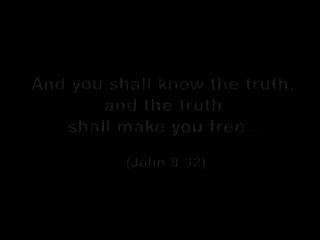 And you shall know the truth,
and the truth
shall make you free...
(John 8:32)